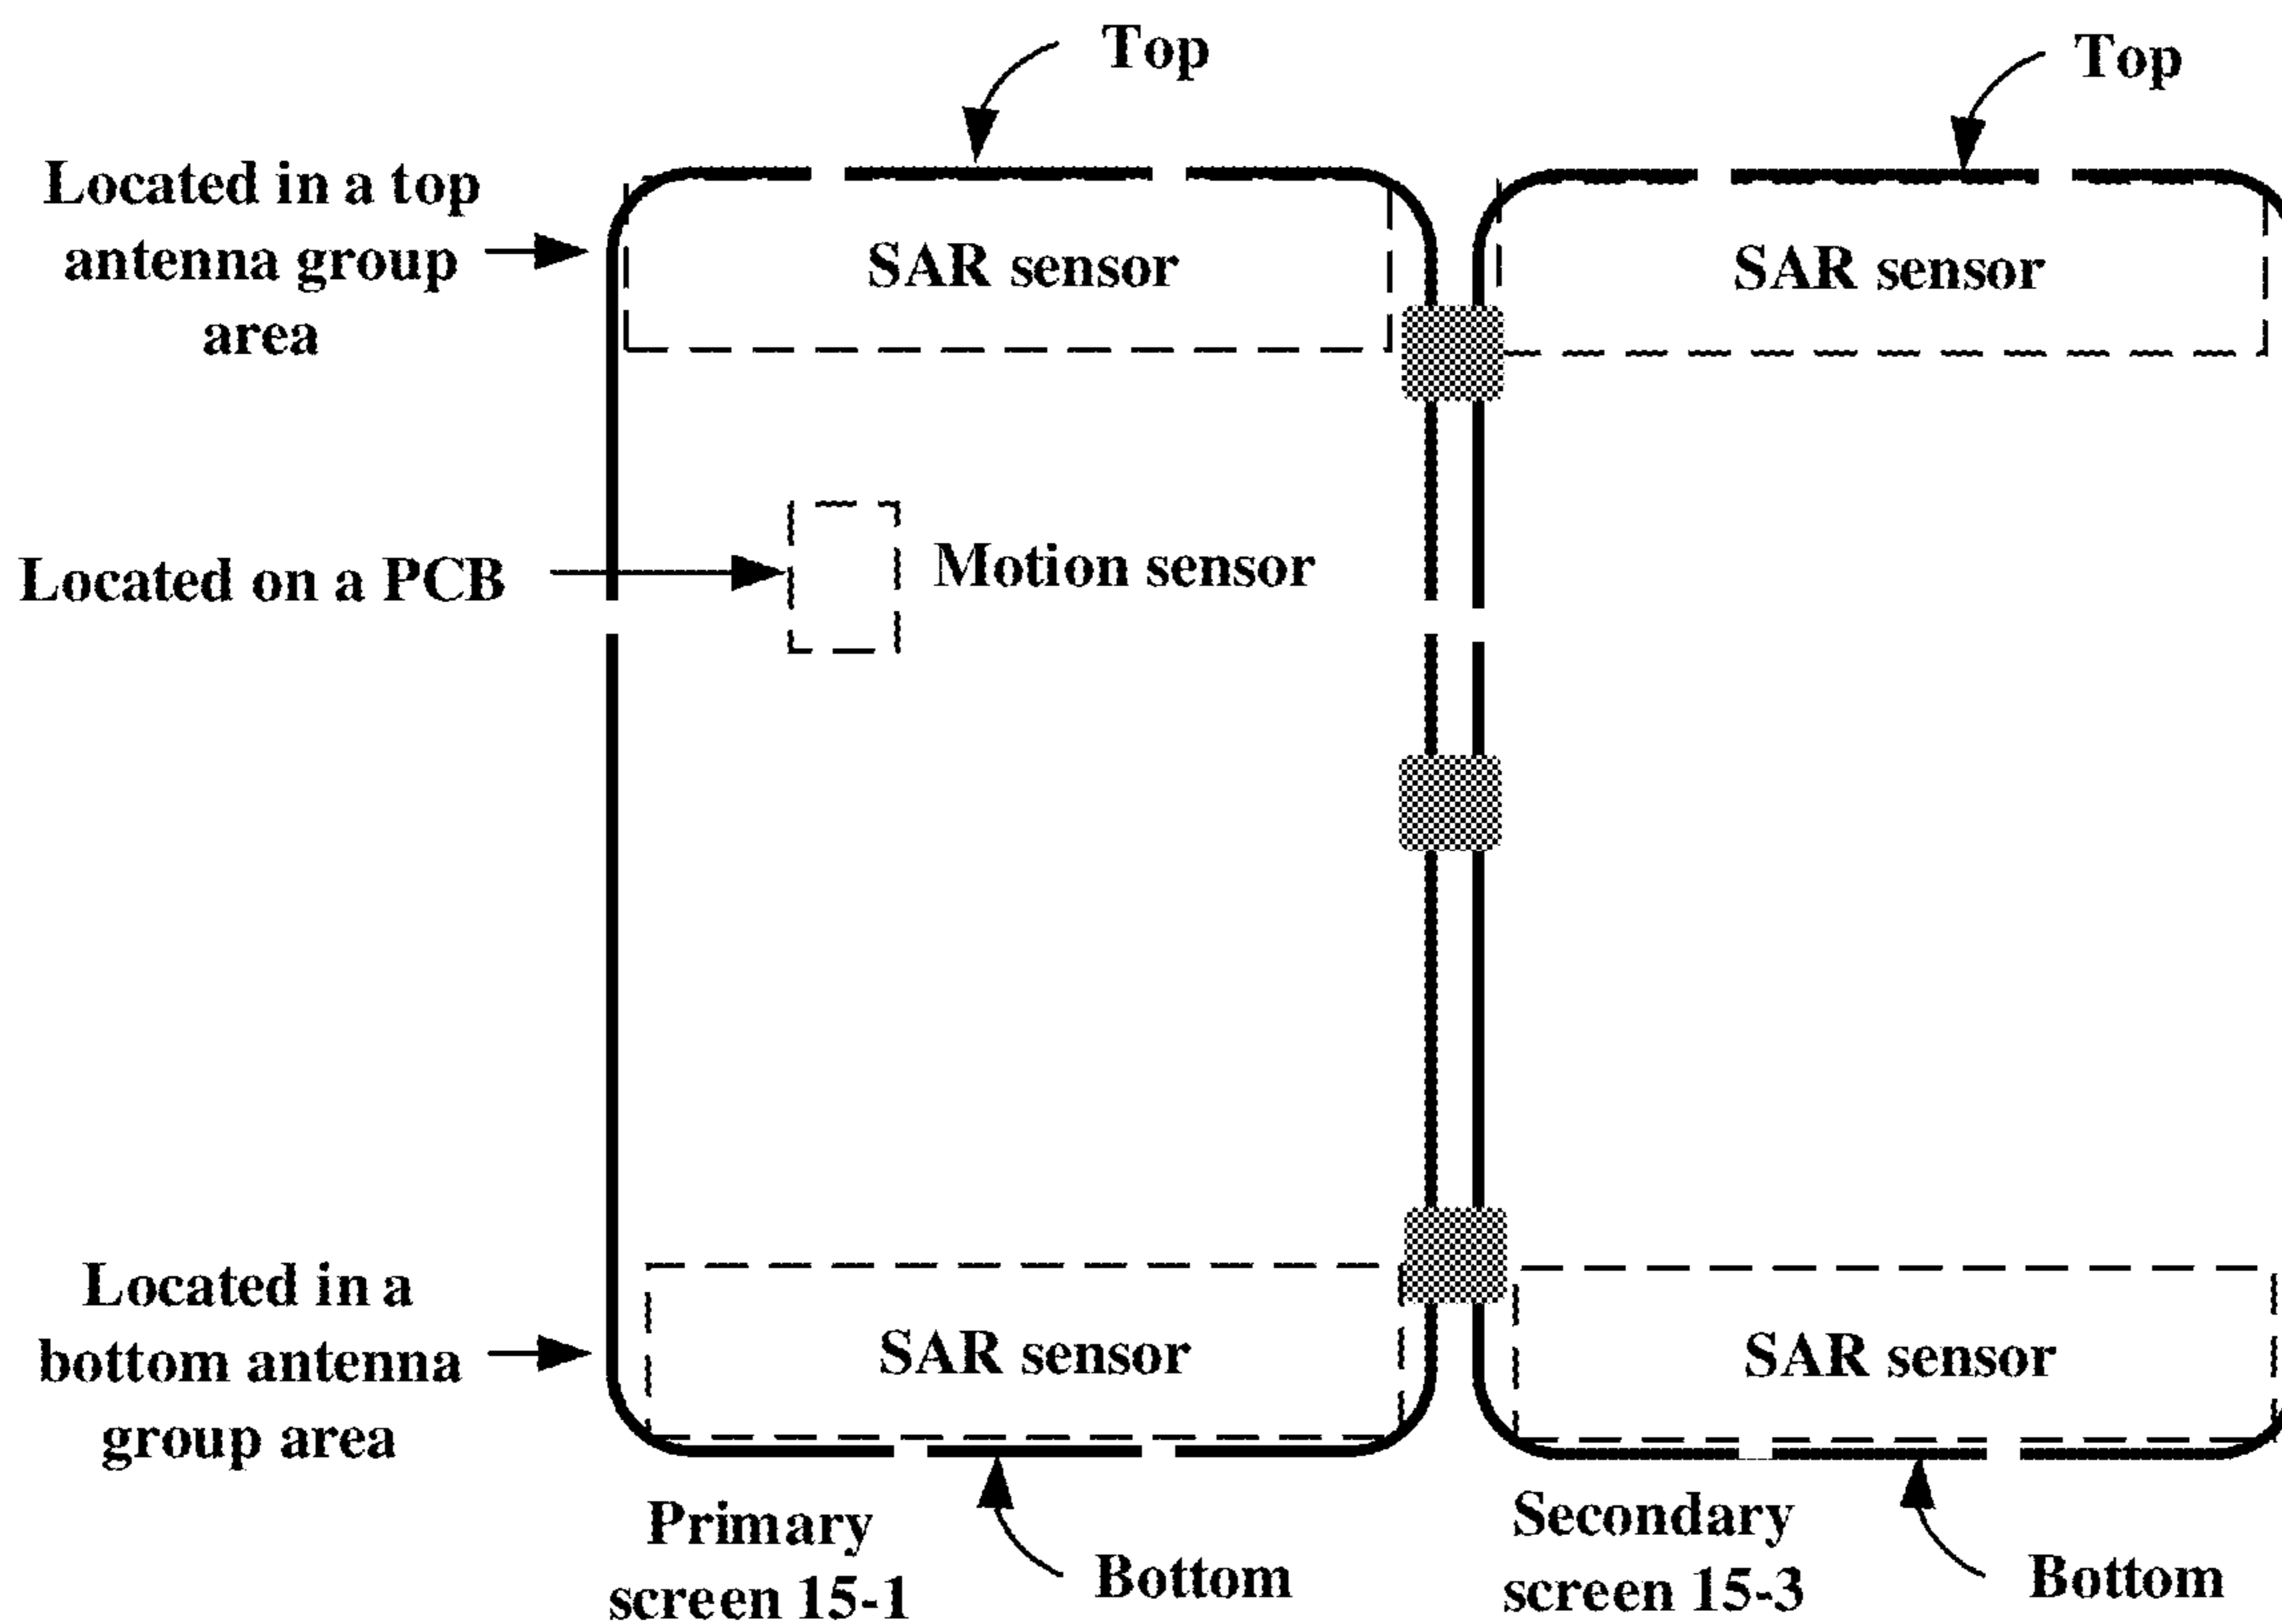 Top
Top
Located in a top
antenna group
area
SAR sensor
SAR sensor
Located on a PCB
Motion sensor
Located in a
bottom antenna
group area
SAR sensor
SAR sensor
Primary
screen 15-1
Bottom
Secondary
screen 15-3
Bottom